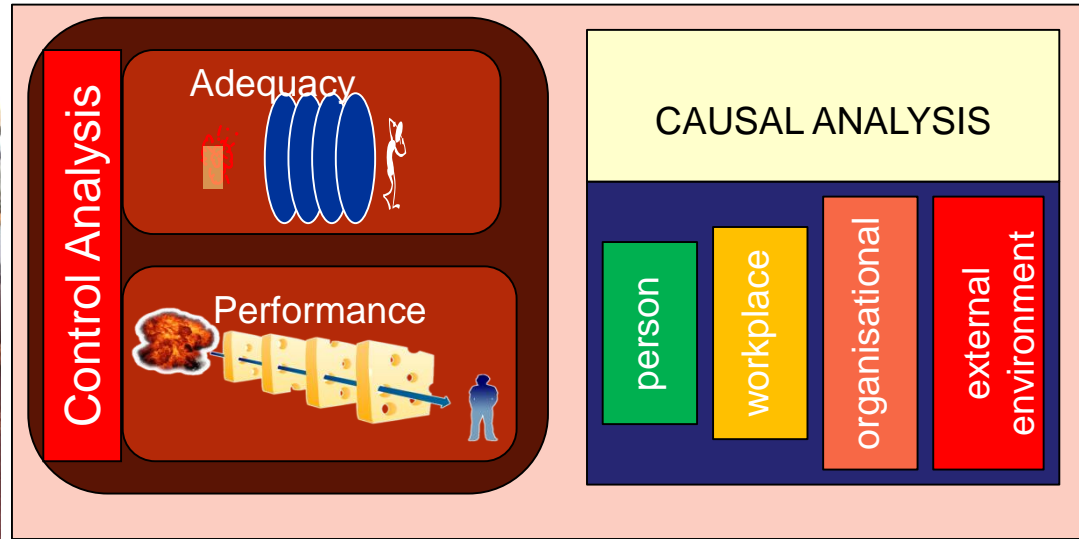 Control Analysis
Adequacy
Performance
CAUSAL ANALYSIS
person
workplace
organisational
external
environment